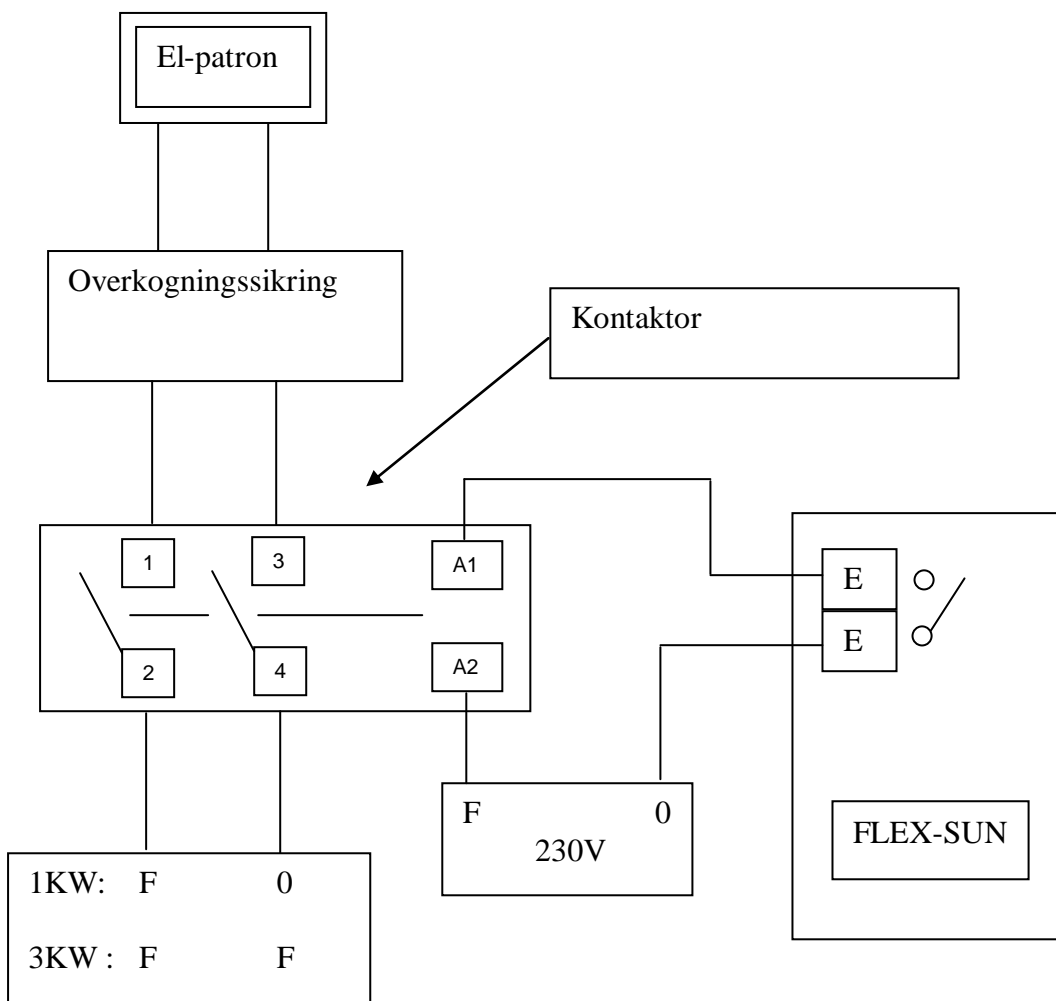 El-patron
Overkogningssikring
Kontaktor
1
3
A1
E
E
2
4
A2
F 0
230V
FLEX-SUN
1KW: F 0
3KW : F F